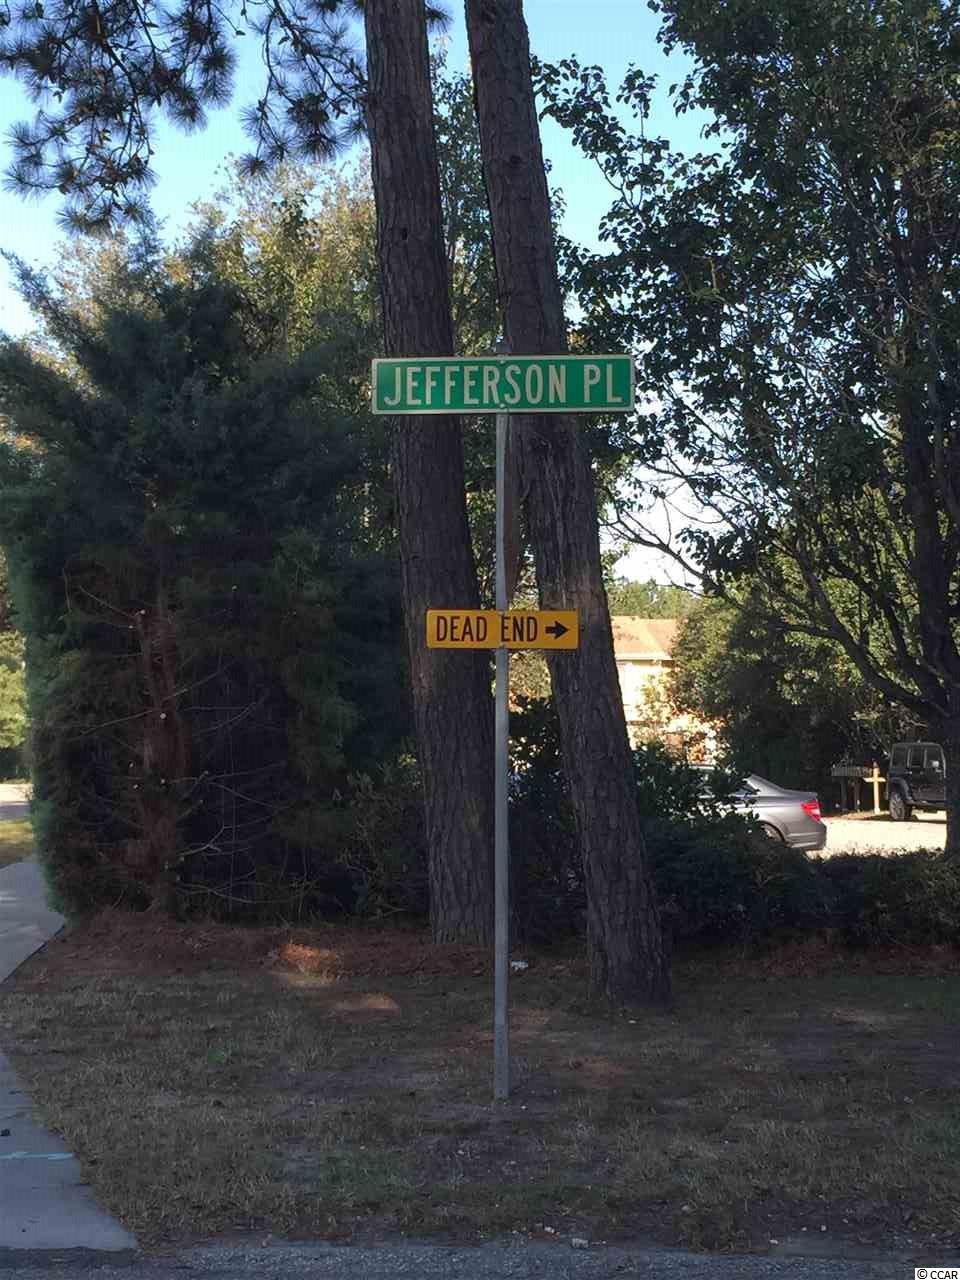 JEFFERSON PL
DEAD END →
© CCAR